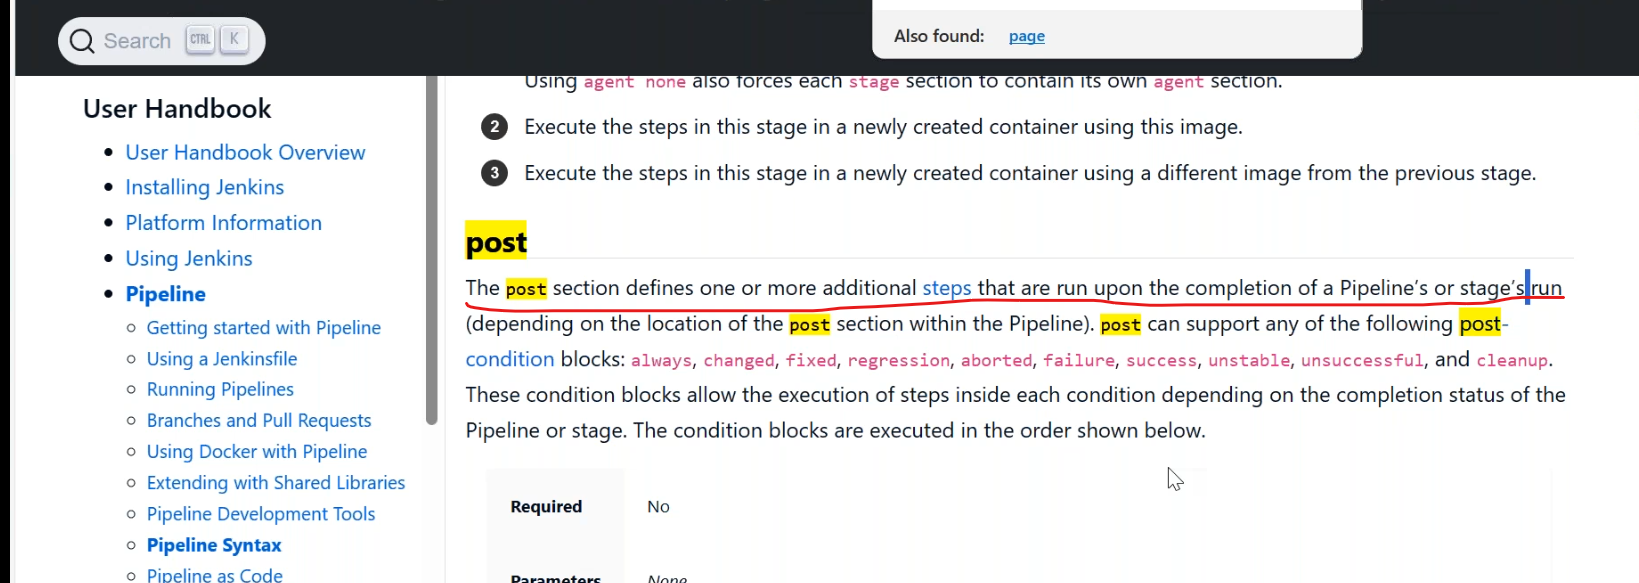 Search CTRL K
Also found: page
User Handbook
User Handbook Overview
Installing Jenkins
Platform Information
Using Jenkins
Pipeline
Getting started with Pipeline
Using a Jenkinsfile
Running Pipelines
Branches and Pull Requests
Using Docker with Pipeline
Extending with Shared Libraries
Pipeline Development Tools
Pipeline Syntax
Pipeline as Code
Using agent none also forces each stage section to contain its own agent section.
2 Execute the steps in this stage in a newly created container using this image.
3 Execute the steps in this stage in a newly created container using a different image from the previous stage.
post
The post section defines one or more additional steps that are run upon the completion of a Pipeline’s or stage’s run
(depending on the location of the post section within the Pipeline). post can support any of the following post-
condition blocks: always, changed, fixed, regression, aborted, failure, success, unstable, unsuccessful, and cleanup.
These condition blocks allow the execution of steps inside each condition depending on the completion status of the
Pipeline or stage. The condition blocks are executed in the order shown below.
Required No
Parameters None